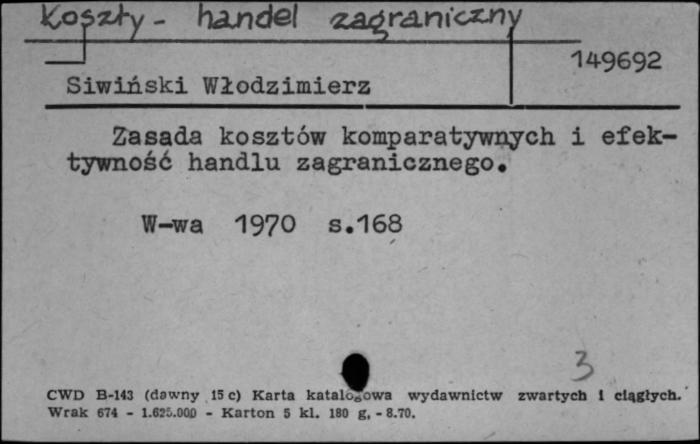 Koszty - handel zagraniczny
149692
Siwiński Włodzimierz
Zasada kosztów komparatywnych i efek-
tywność handlu zagranicznego.
W-wa 1970 s.168
3
CWD B-143 (dawny 15 c) Karta katalogowa wydawnictw zwartych i ciągłych.
Wrak 674 - 1.625.000 - Karton 5 kl. 180 g, - 8.70.